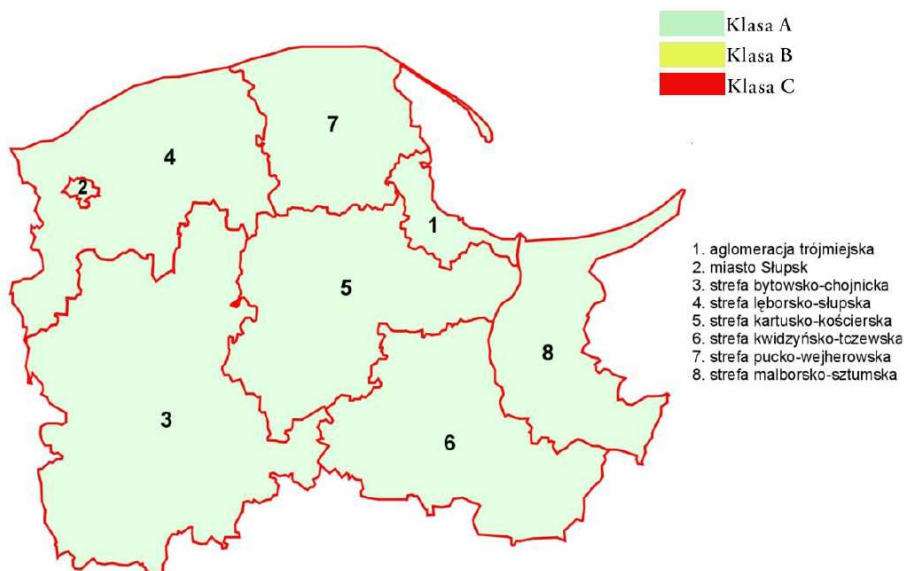 Klasa A
Klasa B
Klasa C
7
4
2
1
5
8
3
6
1. aglomeracja trójmiejska
2. miasto Słupsk
3. strefa bytowsko-chojnicka
4. strefa lęborsko-słupska
5. strefa kartusko-kościerska
6. strefa kwidzyńsko-tczewska
7. strefa pucko-wejherowska
8. strefa malborsko-sztumska